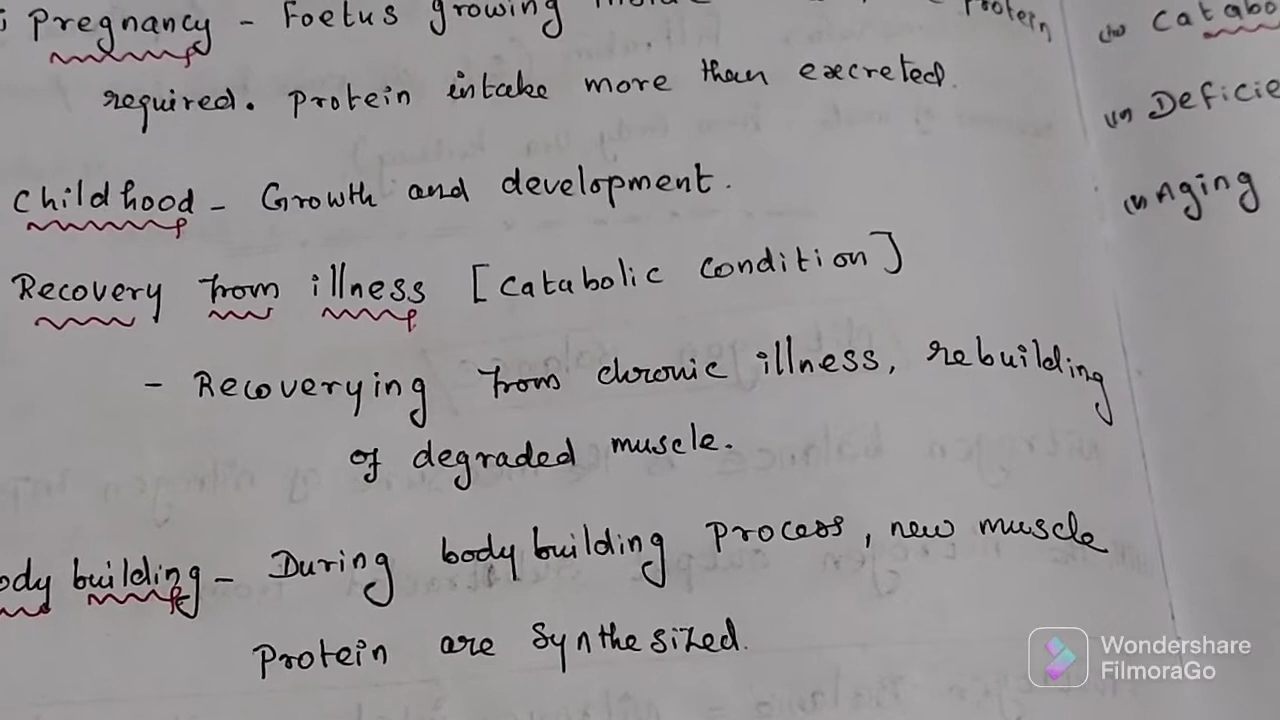 Pregnancy - Foetus growing
required. Protein intake more than excreted.
Childhood - Growth and development.
Recovery from illness [catabolic condition]
- Recoverying from chronic illness, rebuilding
of degraded muscle.
body building - During body building process, new muscle
protein are synthesized.
Protein
Catabo
Deficie
Aging
Wondershare
FilmoraGo